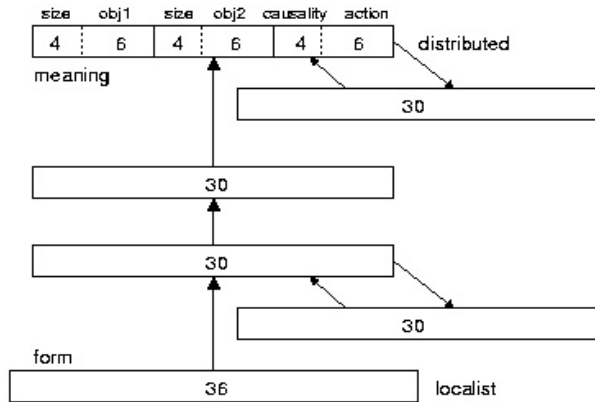 size obj1 size obj2 causality action
4 6 4 6 4 6 distributed
meaning
30
30
30
30
form
36 localist